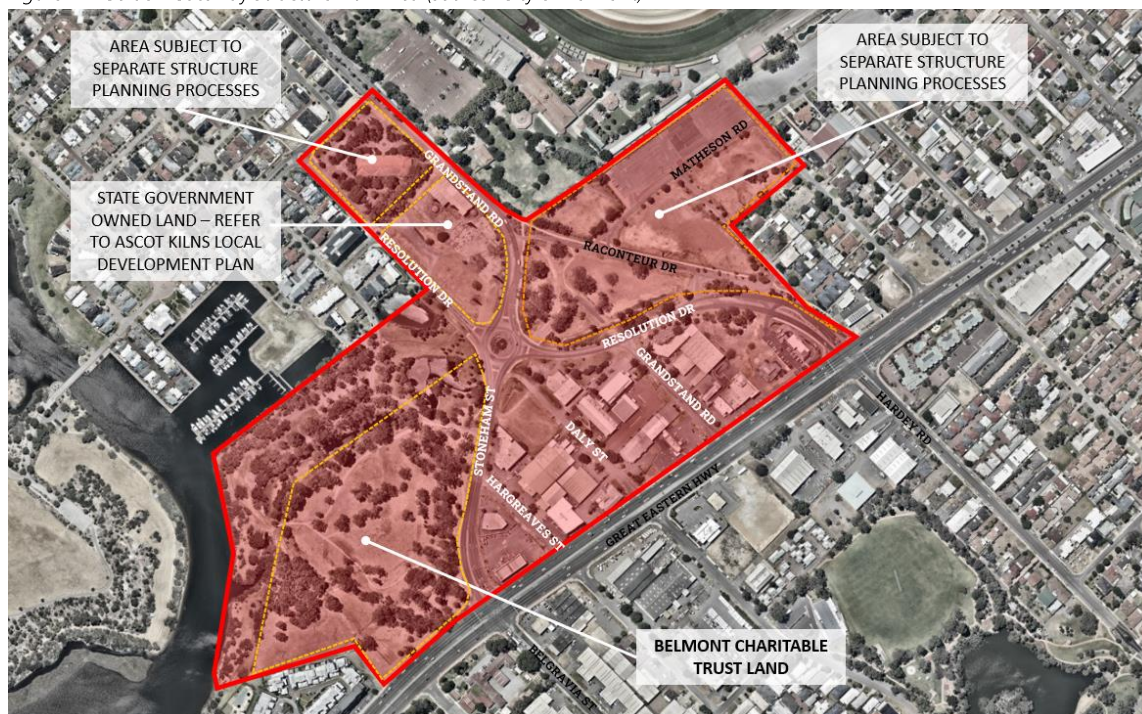 AREA SUBJECT TO
SEPARATE STRUCTURE
PLANNING PROCESSES
AREA SUBJECT TO
SEPARATE STRUCTURE
PLANNING PROCESSES
STATE GOVERNMENT
OWNED LAND – REFER
TO ASCOT KILNS LOCAL
DEVELOPMENT PLAN
GRANDSTAND RD
MATHESON RD
RACONTEUR DR
RESOLUTION DR
RESOLUTION DR
GRANDSTAND RD
STONEHAM ST
DALY ST
HARGREAVES ST
GREAT EASTERN HWY
HARDEY RD
BELGRAVIA ST
BELMONT CHARITABLE
TRUST LAND